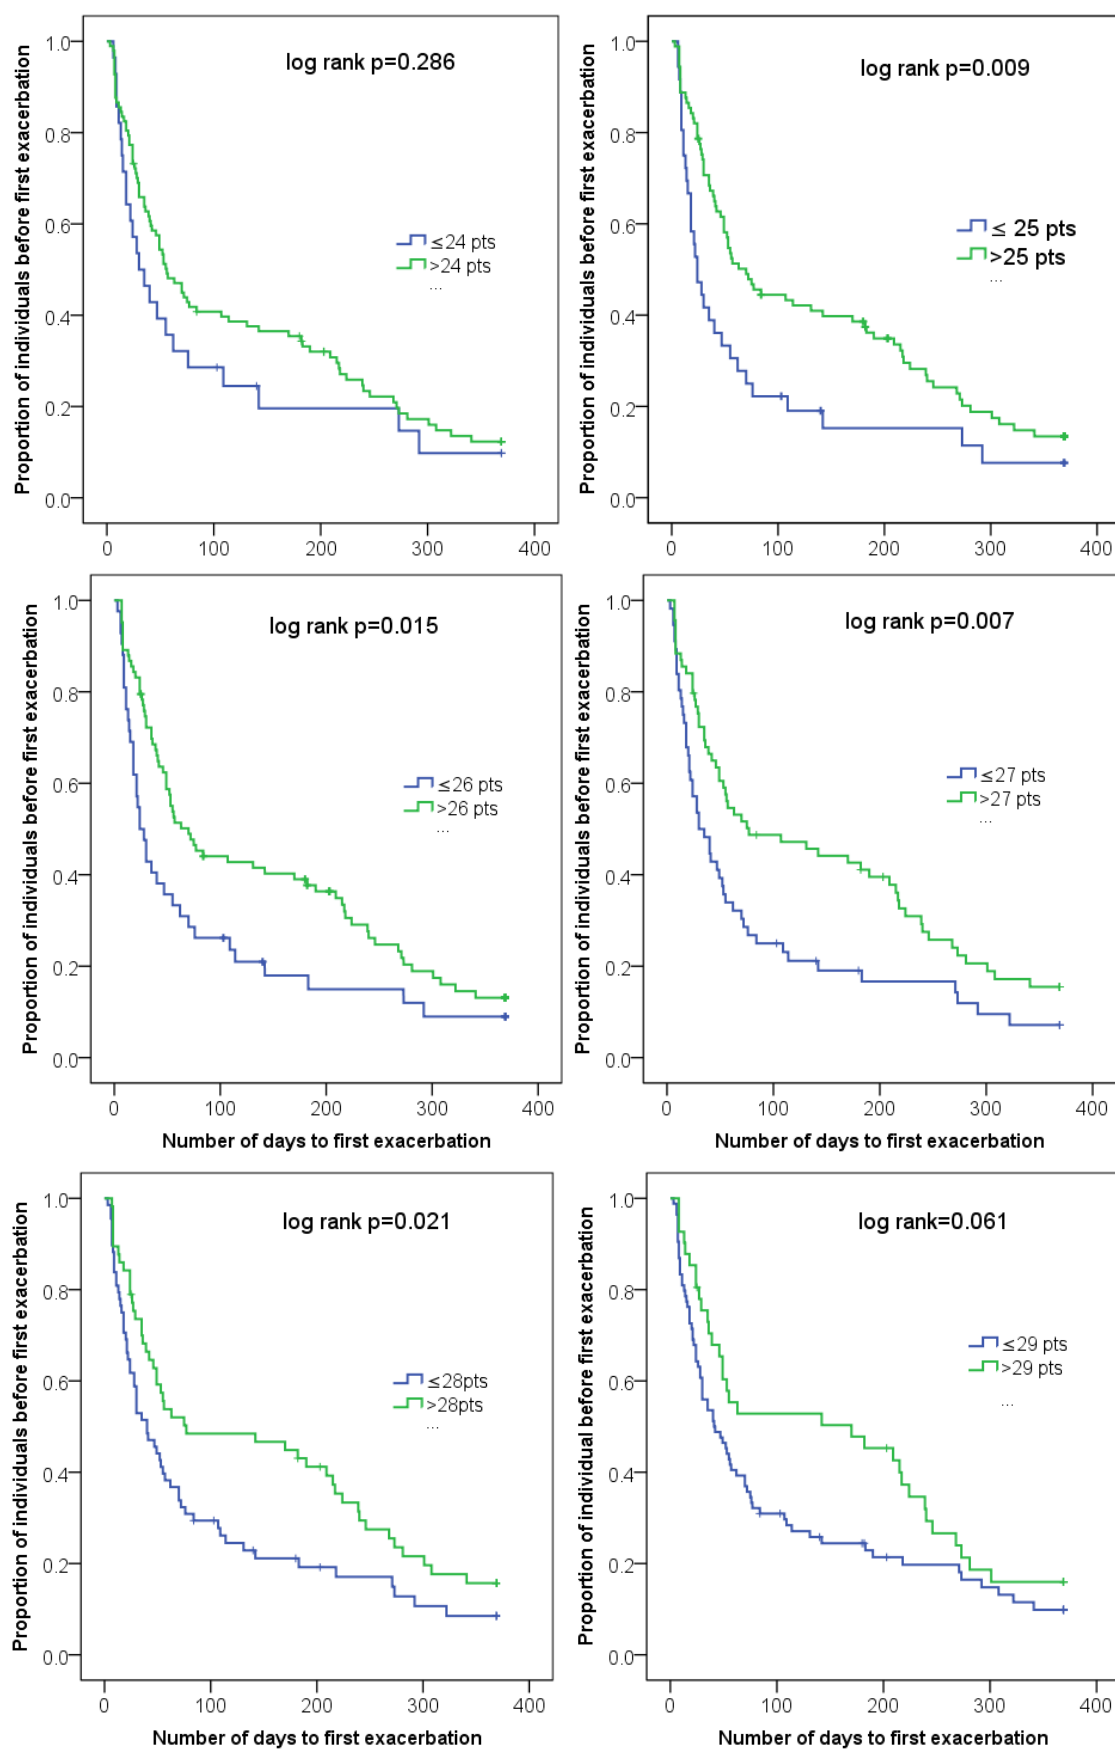 Proportion of individuals before first exacerbation
1.0
0.8
0.6
0.4
0.2
0.0
log rank p=0.286
≤24 pts
>24 pts
...
0 100 200 300 400
Proportion of individuals before first exacerbation
1.0
0.8
0.6
0.4
0.2
0.0
log rank p=0.009
≤ 25 pts
>25 pts
...
0 100 200 300 400
Proportion of individuals before first exacerbation
1.0
0.8
0.6
0.4
0.2
0.0
log rank p=0.015
≤26 pts
>26 pts
...
0 100 200 300 400
Number of days to first exacerbation
Proportion of individuals before first exacerbation
1.0
0.8
0.6
0.4
0.2
0.0
log rank p=0.007
≤27 pts
>27 pts
...
0 100 200 300 400
Number of days to first exacerbation
Proportion of individuals before first exacerbation
1.0
0.8
0.6
0.4
0.2
0.0
log rank p=0.021
≤28pts
>28pts
...
0 100 200 300 400
Number of days to first exacerbation
Proportion of individual before first exacerbation
1.0
0.8
0.6
0.4
0.2
0.0
log rank=0.061
≤29 pts
>29 pts
...
0 100 200 300 400
Number of days to first exacerbation